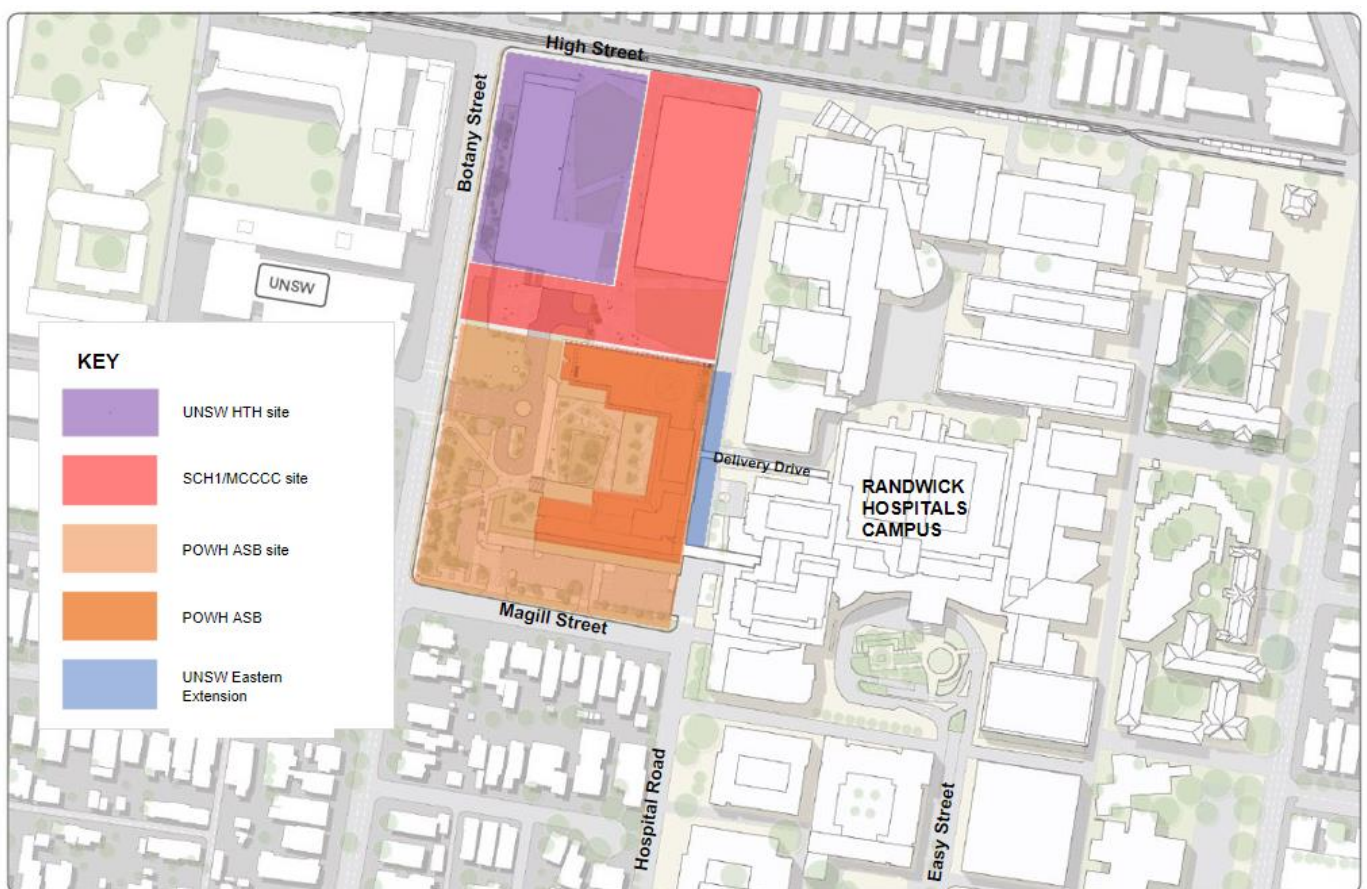 High Street
Botany Street
UNSW
KEY
UNSW HTH site
SCH1/MCCCC site
POWH ASB site
POWH ASB
UNSW Eastern
Extension
Delivery Drive
RANDWICK
HOSPITALS
CAMPUS
Magill Street
Hospital Road
Easy Street